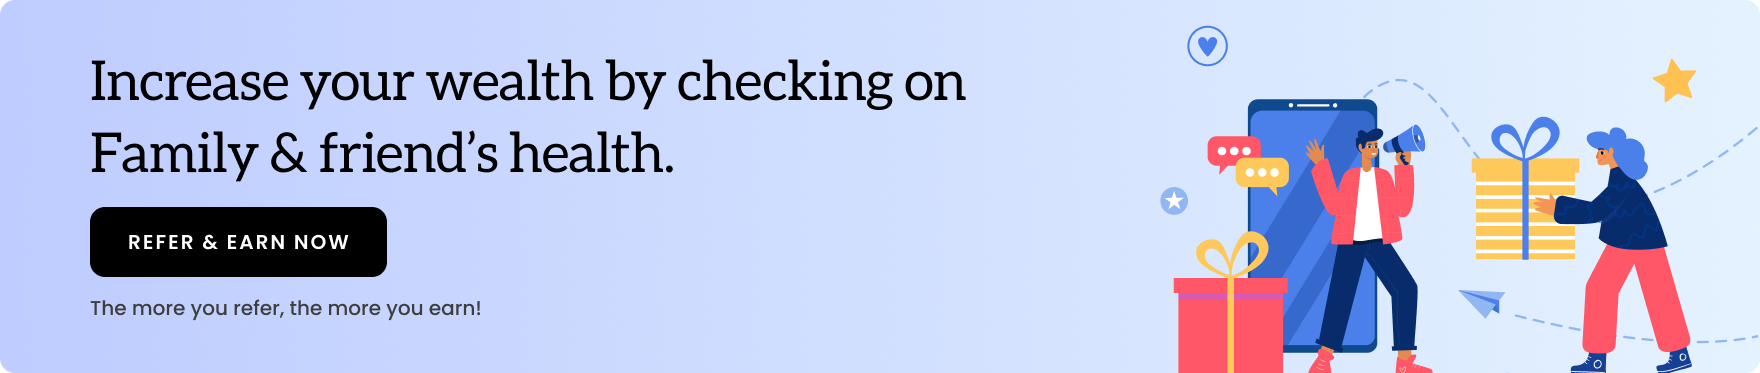 Increase your wealth by checking on
Family & friend’s health.
REFER & EARN NOW
The more you refer, the more you earn!